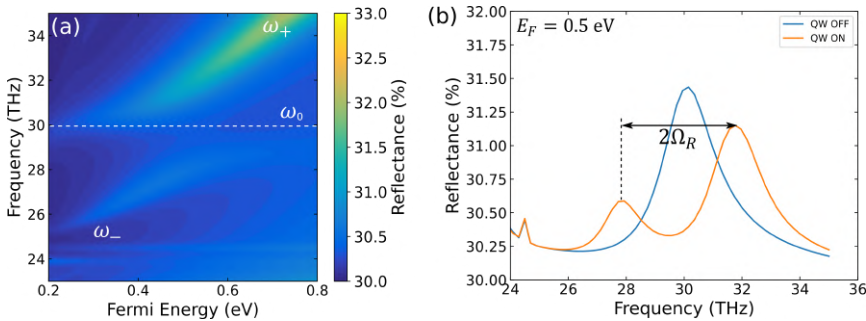 (a)
ω+
ω₀
ω−
34
32
30
28
26
24
Frequency (THz)
0.2 0.4 0.6 0.8
Fermi Energy (eV)
33.0
32.5
32.0
31.5
31.0
30.5
30.0
Reflectance (%)
(b)
E_F = 0.5 eV
QW OFF
QW ON
2Ω_R
32.00
31.75
31.50
31.25
31.00
30.75
30.50
30.25
30.00
Reflectance (%)
24 26 28 30 32 34 36
Frequency (THz)